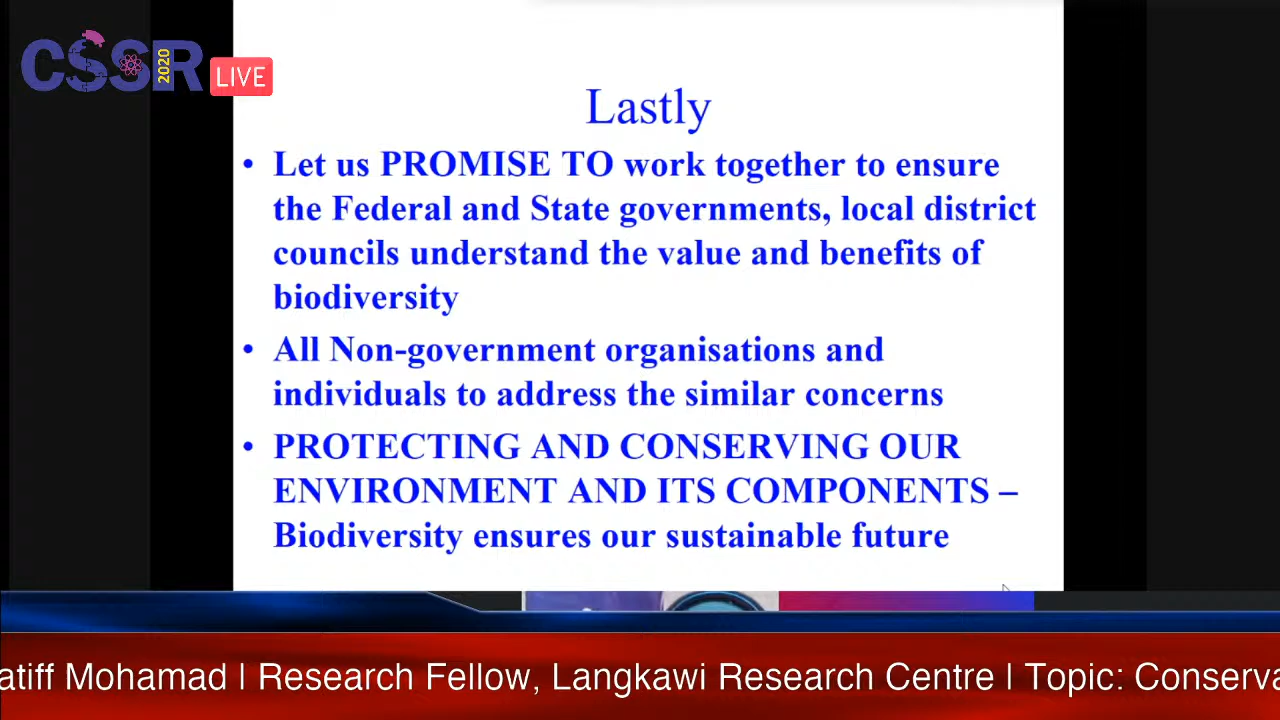 CSSR 2020
LIVE
Lastly
• Let us PROMISE TO work together to ensure
the Federal and State governments, local district
councils understand the value and benefits of
biodiversity
• All Non-government organisations and
individuals to address the similar concerns
• PROTECTING AND CONSERVING OUR
ENVIRONMENT AND ITS COMPONENTS –
Biodiversity ensures our sustainable future
atiff Mohamad | Research Fellow, Langkawi Research Centre | Topic: Conserva